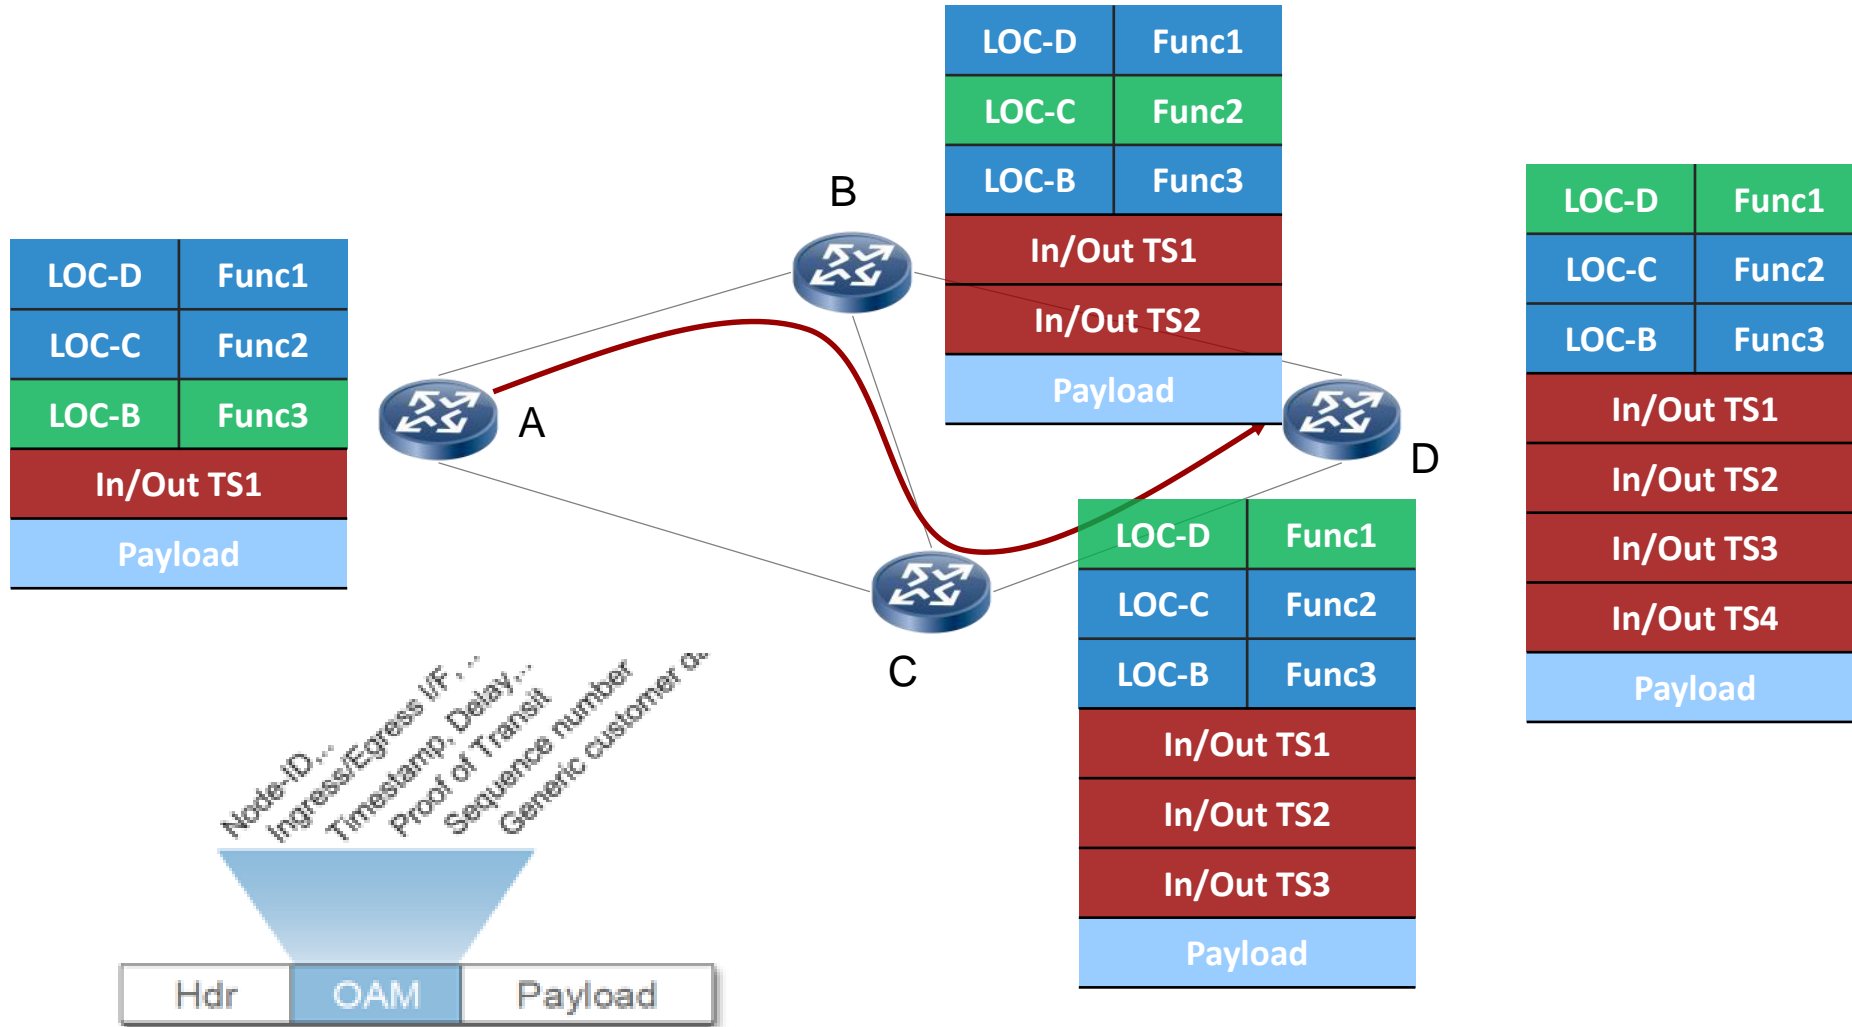 LOC-D Func1
LOC-C Func2
LOC-B Func3
In/Out TS1
In/Out TS2
Payload
B
LOC-D Func1
LOC-C Func2
LOC-B Func3
In/Out TS1
Payload
A
LOC-D Func1
LOC-C Func2
LOC-B Func3
In/Out TS1
In/Out TS2
In/Out TS3
In/Out TS4
Payload
D
C
LOC-D Func1
LOC-C Func2
LOC-B Func3
In/Out TS1
In/Out TS2
In/Out TS3
Payload
Node-ID,..
Ingress/Egress I/F,..
Timestamp, Delay,..
Proof of Transit
Sequence number
Generic customer
Hdr OAM Payload